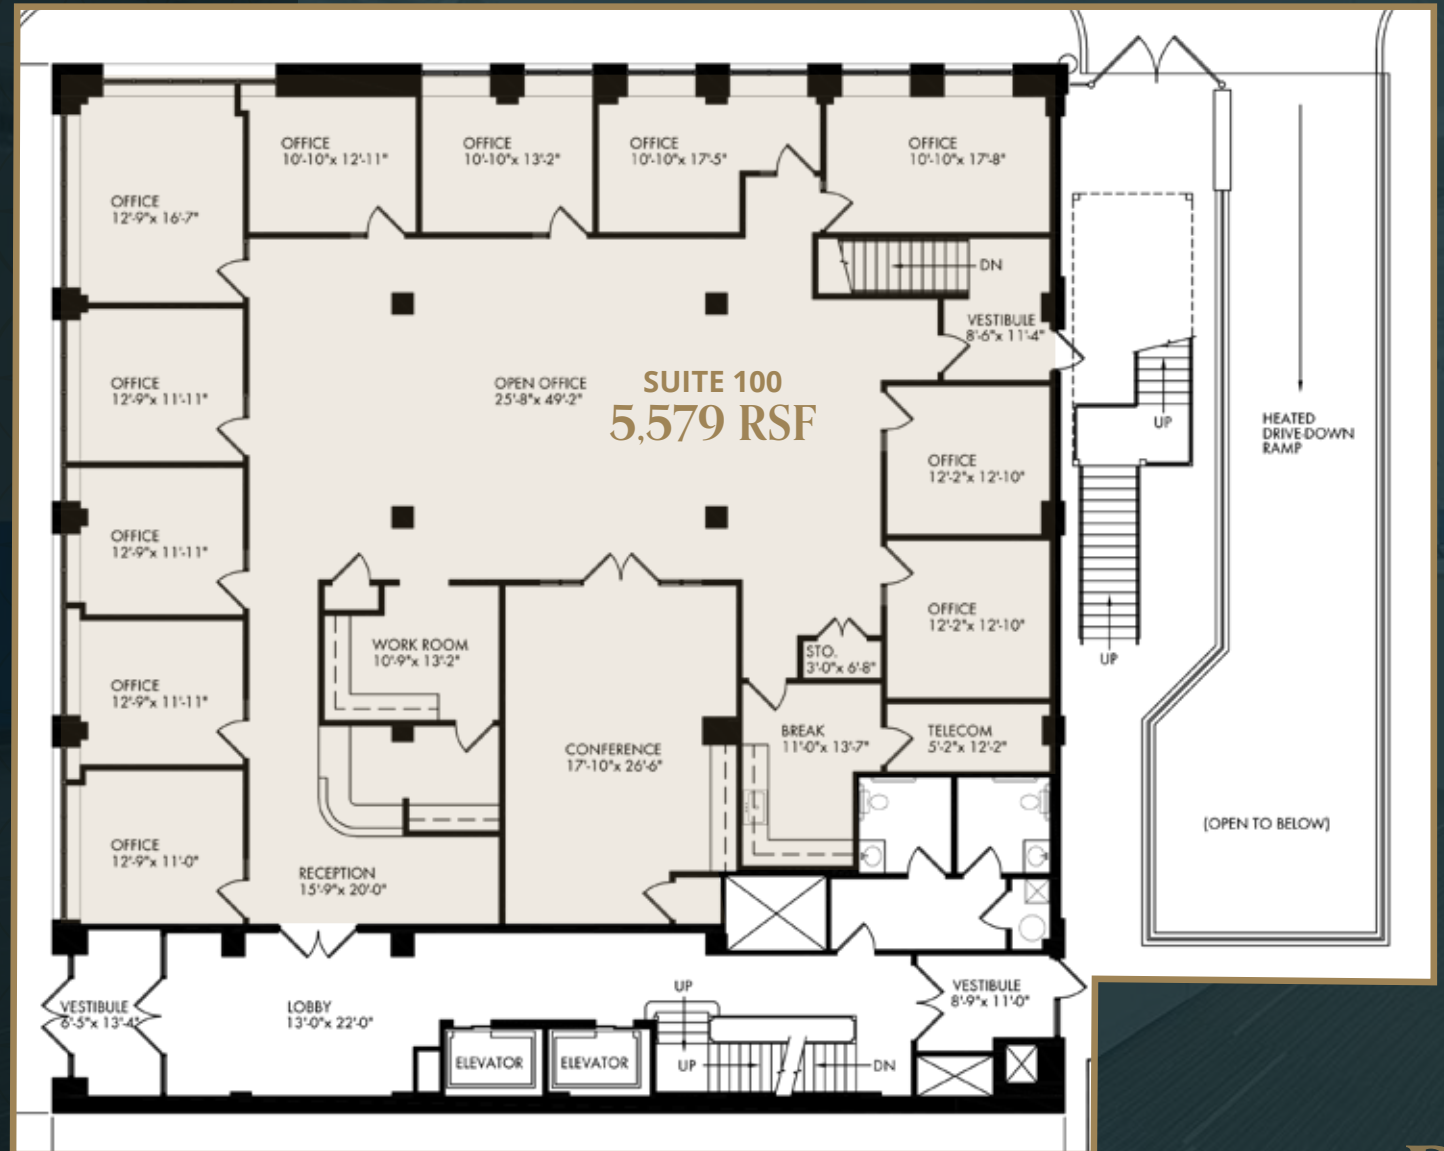 OFFICE
10'-10"x 12'-11"
OFFICE
10'-10"x 13'-2"
OFFICE
10'-10"x 17'-5"
OFFICE
10'-10"x 17'-8"
OFFICE
12'-9"x 16'-7"
DN
VESTIBULE
8'-6"x 11'-4"
OFFICE
12'-9"x 11'-11"
OPEN OFFICE
25'-8"x 49'-2"
SUITE 100
5,579 RSF
UP
HEATED
DRIVE-DOWN
RAMP
OFFICE
12'-2"x 12'-10"
OFFICE
12'-9"x 11'-11"
OFFICE
12'-2"x 12'-10"
WORK ROOM
10'-9"x 13'-2"
STO.
3'-0"x 6'-8"
UP
OFFICE
12'-9"x 11'-11"
BREAK
11'-0"x 13'-7"
TELECOM
5'-2"x 12'-2"
CONFERENCE
17'-10"x 26'-6"
(OPEN TO BELOW)
OFFICE
12'-9"x 11'-0"
RECEPTION
15'-9"x 20'-0"
UP
VESTIBULE
8'-9"x 11'-0"
VESTIBULE
6'-5"x 13'-4"
LOBBY
13'-0"x 22'-0"
ELEVATOR
ELEVATOR
UP
DN